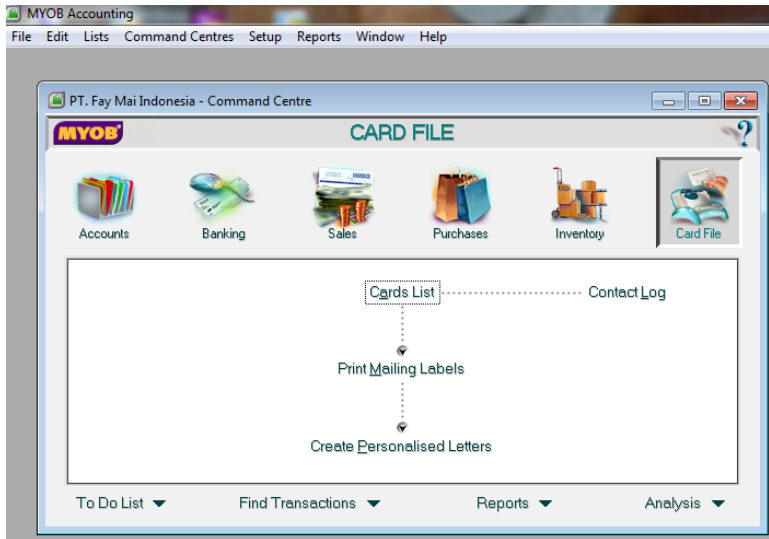 MYOB Accounting
File Edit Lists Command Centres Setup Reports Window Help
PT. Fay Mai Indonesia - Command Centre
MYOB CARD FILE
INVOICE
Accounts Banking Sales Purchases Inventory Card File
Cards List Contact Log
Print Mailing Labels
Create Personalised Letters
To Do List Find Transactions Reports Analysis